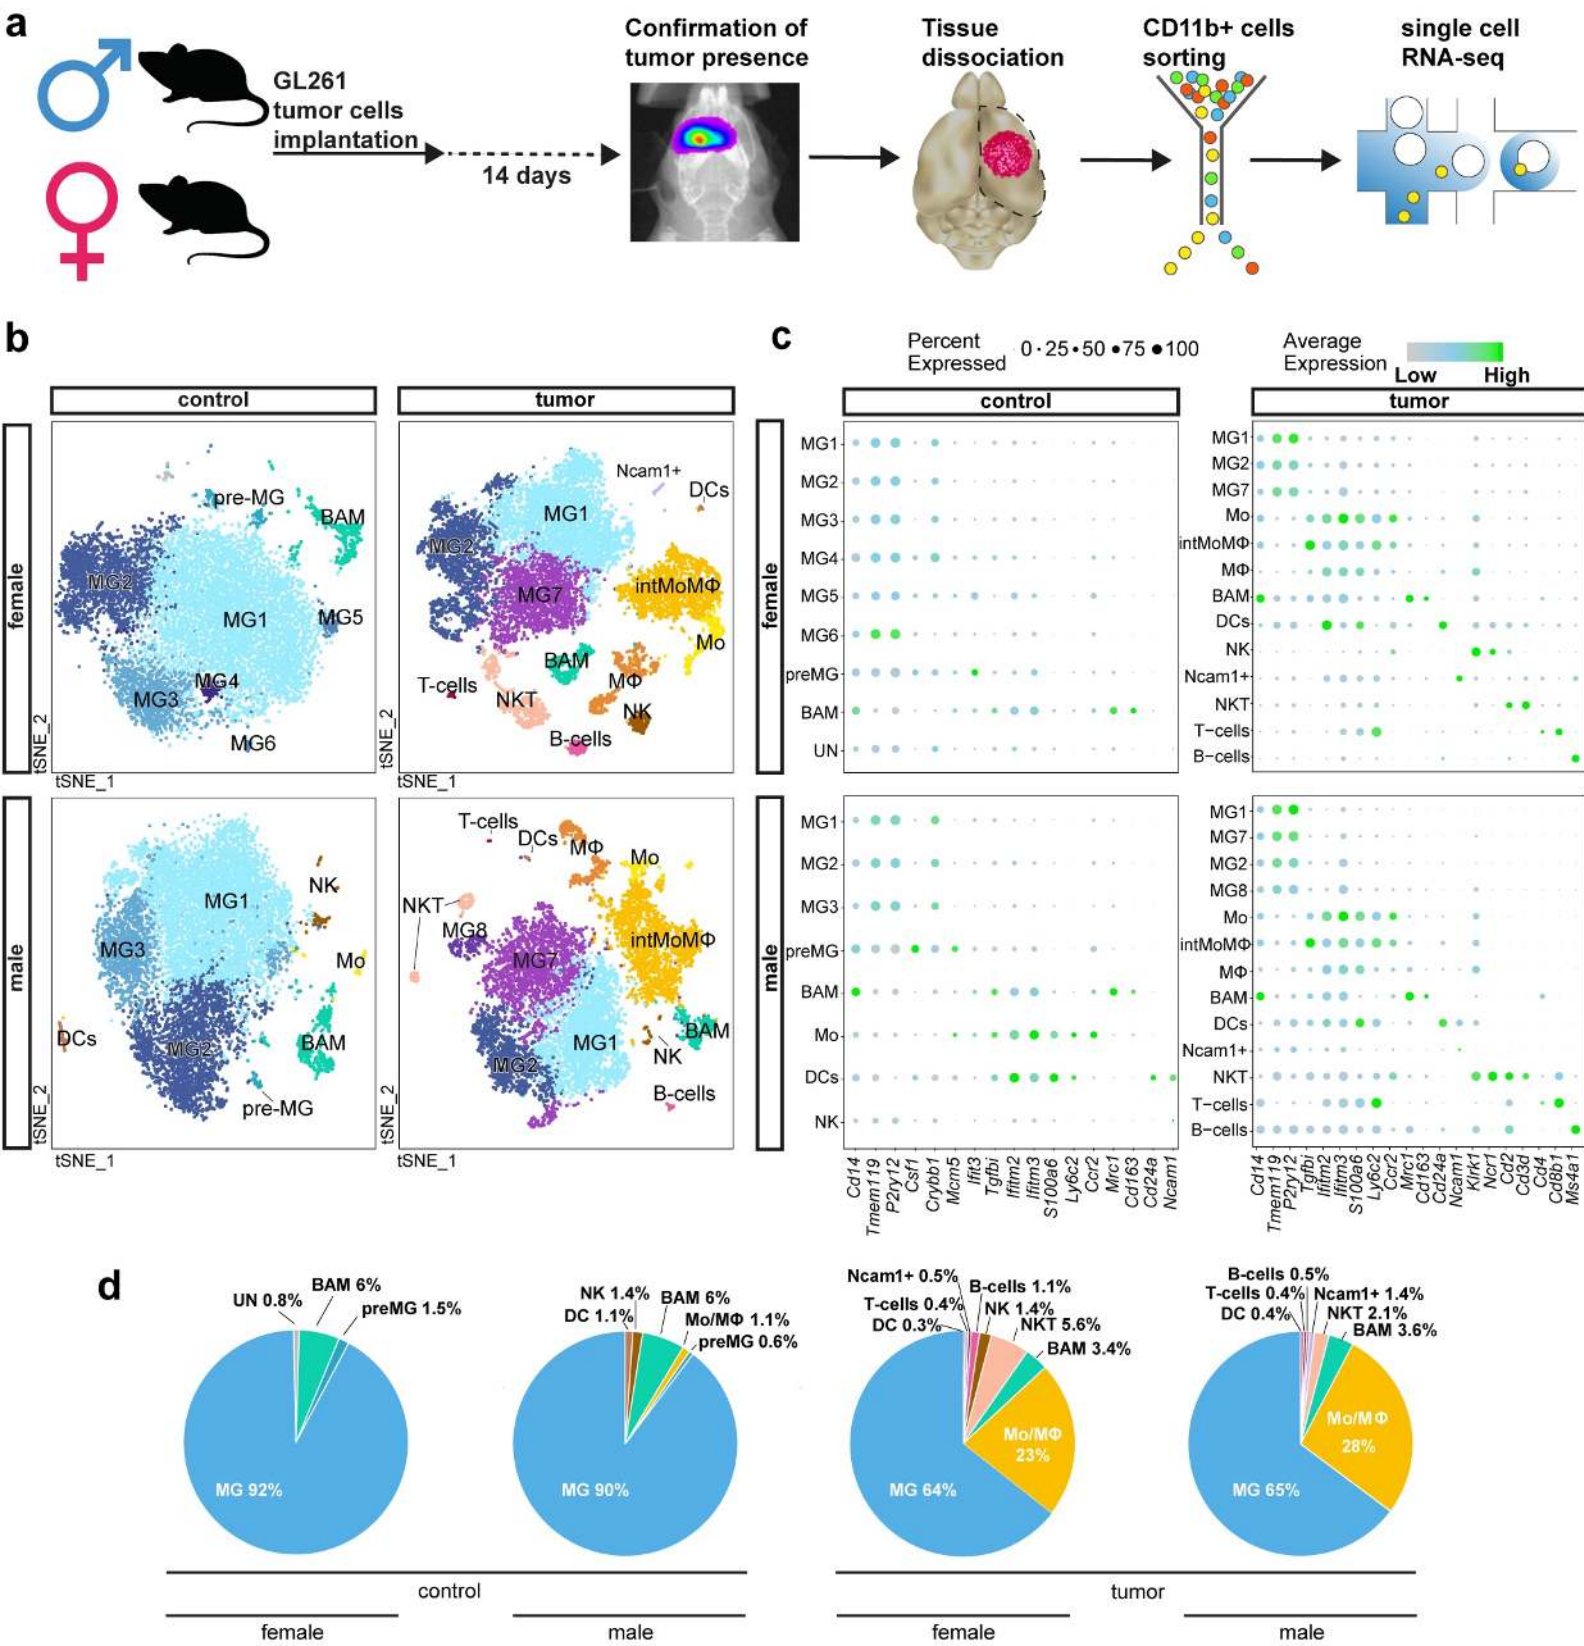 a
GL261
tumor cells
implantation
14 days
Confirmation of
tumor presence
Tissue
dissociation
CD11b+ cells
sorting
single cell
RNA-seq
b
control
tumor
female
pre-MG
BAM
MG2
MG1
MG5
MG4
MG3
MG6
tSNE_2
tSNE_1
Ncam1+
DCs
MG1
MG2
MG7
intMoMΦ
Mo
BAM
T-cells
NKT
MΦ
NK
B-cells
tSNE_2
tSNE_1
male
MG1
NK
MG3
Mo
DCs
MG2
BAM
pre-MG
tSNE_2
tSNE_1
T-cells
DCs
MΦ
Mo
NKT
MG8
intMoMΦ
MG7
MG1
BAM
NK
MG2
B-cells
tSNE_2
tSNE_1
c
Percent
Expressed
0 25 50 75 100
Average
Expression
Low High
control
tumor
female
MG1
MG2
MG3
MG4
MG5
MG6
preMG
BAM
UN
MG1
MG2
MG7
Mo
intMoMΦ
MΦ
BAM
DCs
NK
Ncam1+
NKT
T-cells
B-cells
male
MG1
MG2
MG3
preMG
BAM
Mo
DCs
NK
MG1
MG7
MG2
MG8
Mo
intMoMΦ
MΦ
BAM
DCs
Ncam1+
NKT
T-cells
B-cells
Cd14
Tmem119
P2ry12
Csf1
Crybb1
Mcm5
Ifit3
Tgfbi
Ifitm2
Ifitm3
S100a6
Ly6c2
Ccr2
Mrc1
Cd163
Cd24a
Ncam1
Cd14
Tmem119
P2ry12
Tgfbi
Ifitm2
Ifitm3
S100a6
Ly6c2
Ccr2
Mrc1
Cd163
Cd24a
Ncam1
Klrk1
Ncr1
Cd2
Cd3d
Cd4
Cd8b1
Ms4a1
d
UN 0.8%
BAM 6%
preMG 1.5%
MG 92%
NK 1.4%
DC 1.1%
BAM 6%
Mo/MΦ 1.1%
preMG 0.6%
MG 90%
Ncam1+ 0.5%
T-cells 0.4%
DC 0.3%
B-cells 1.1%
NK 1.4%
NKT 5.6%
BAM 3.4%
Mo/MΦ
23%
MG 64%
B-cells 0.5%
T-cells 0.4%
DC 0.4%
Ncam1+ 1.4%
NKT 2.1%
BAM 3.6%
Mo/MΦ
28%
MG 65%
control
tumor
female
male
female
male